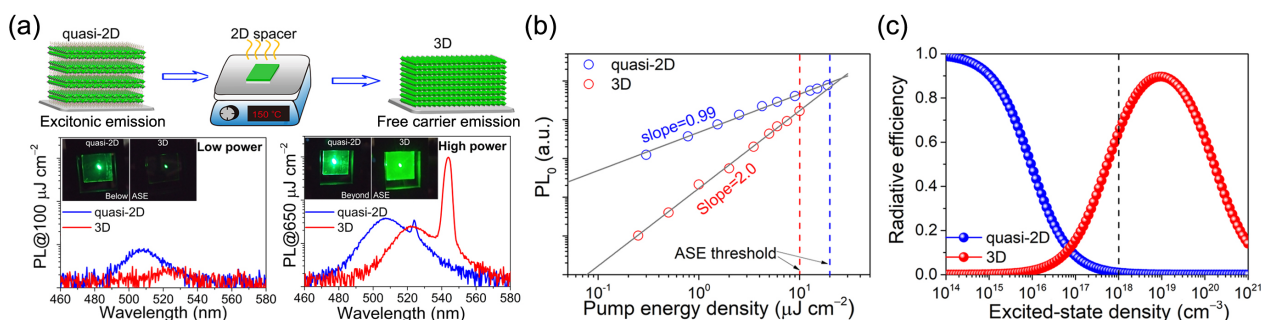 (a)
quasi-2D
2D spacer
3D
150 °C
Excitonic emission
Free carrier emission
PL@100 μJ cm⁻²
quasi-2D
3D
Low power
Below
ASE
quasi-2D
3D
460 480 500 520 540 560 580
Wavelength (nm)
PL@650 μJ cm⁻²
quasi-2D
3D
High power
Beyond
ASE
quasi-2D
3D
460 480 500 520 540 560 580
Wavelength (nm)
(b)
PL₀ (a.u.)
quasi-2D
3D
slope=0.99
Slope=2.0
ASE threshold
10⁻¹ 10⁰ 10¹
Pump energy density (μJ cm⁻²)
(c)
Radiative efficiency
1.0
0.8
0.6
0.4
0.2
0.0
quasi-2D
3D
10¹⁴ 10¹⁵ 10¹⁶ 10¹⁷ 10¹⁸ 10¹⁹ 10²⁰ 10²¹
Excited-state density (cm⁻³)